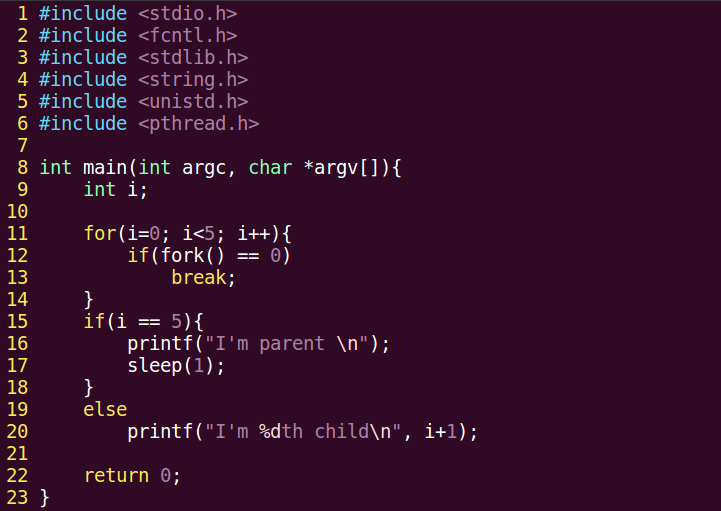 1 #include <stdio.h>
2 #include <fcntl.h>
3 #include <stdlib.h>
4 #include <string.h>
5 #include <unistd.h>
6 #include <pthread.h>
7
8 int main(int argc, char *argv[]){
9     int i;
10
11     for(i=0; i<5; i++){
12         if(fork() == 0)
13             break;
14     }
15     if(i == 5){
16         printf("I'm parent \n");
17         sleep(1);
18     }
19     else
20         printf("I'm %dth child\n", i+1);
21
22     return 0;
23 }